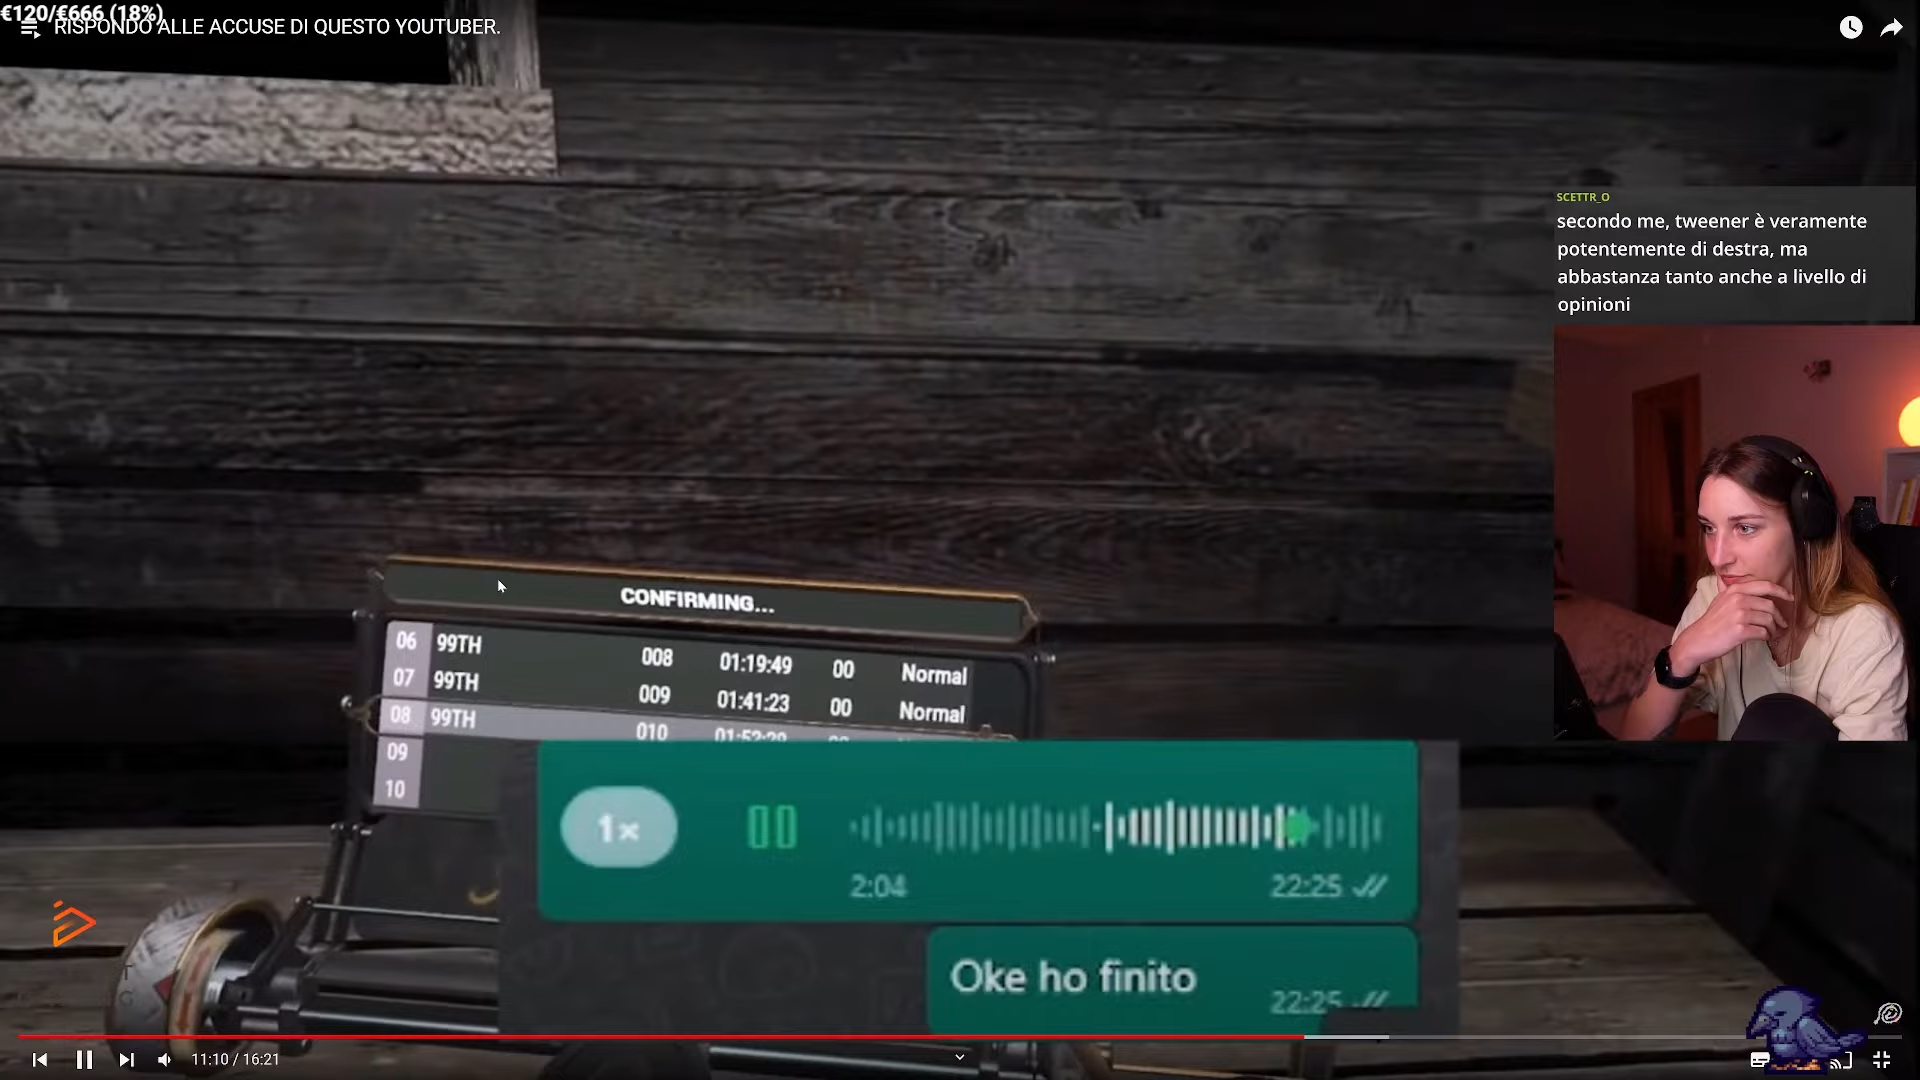 €120/€666 (18%)
RISPONDO ALLE ACCUSE DI QUESTO YOUTUBER.
SCETTR_O
secondo me, tweener è veramente
potentemente di destra, ma
abbastanza tanto anche a livello di
opinioni
CONFIRMING...
06 99TH 008 01:19:49 00 Normal
07 99TH 009 01:41:23 00 Normal
08 99TH 010 01:52:29
09
10
1×
2:04 22:25
Oke ho finito
22:25
11:10 / 16:21